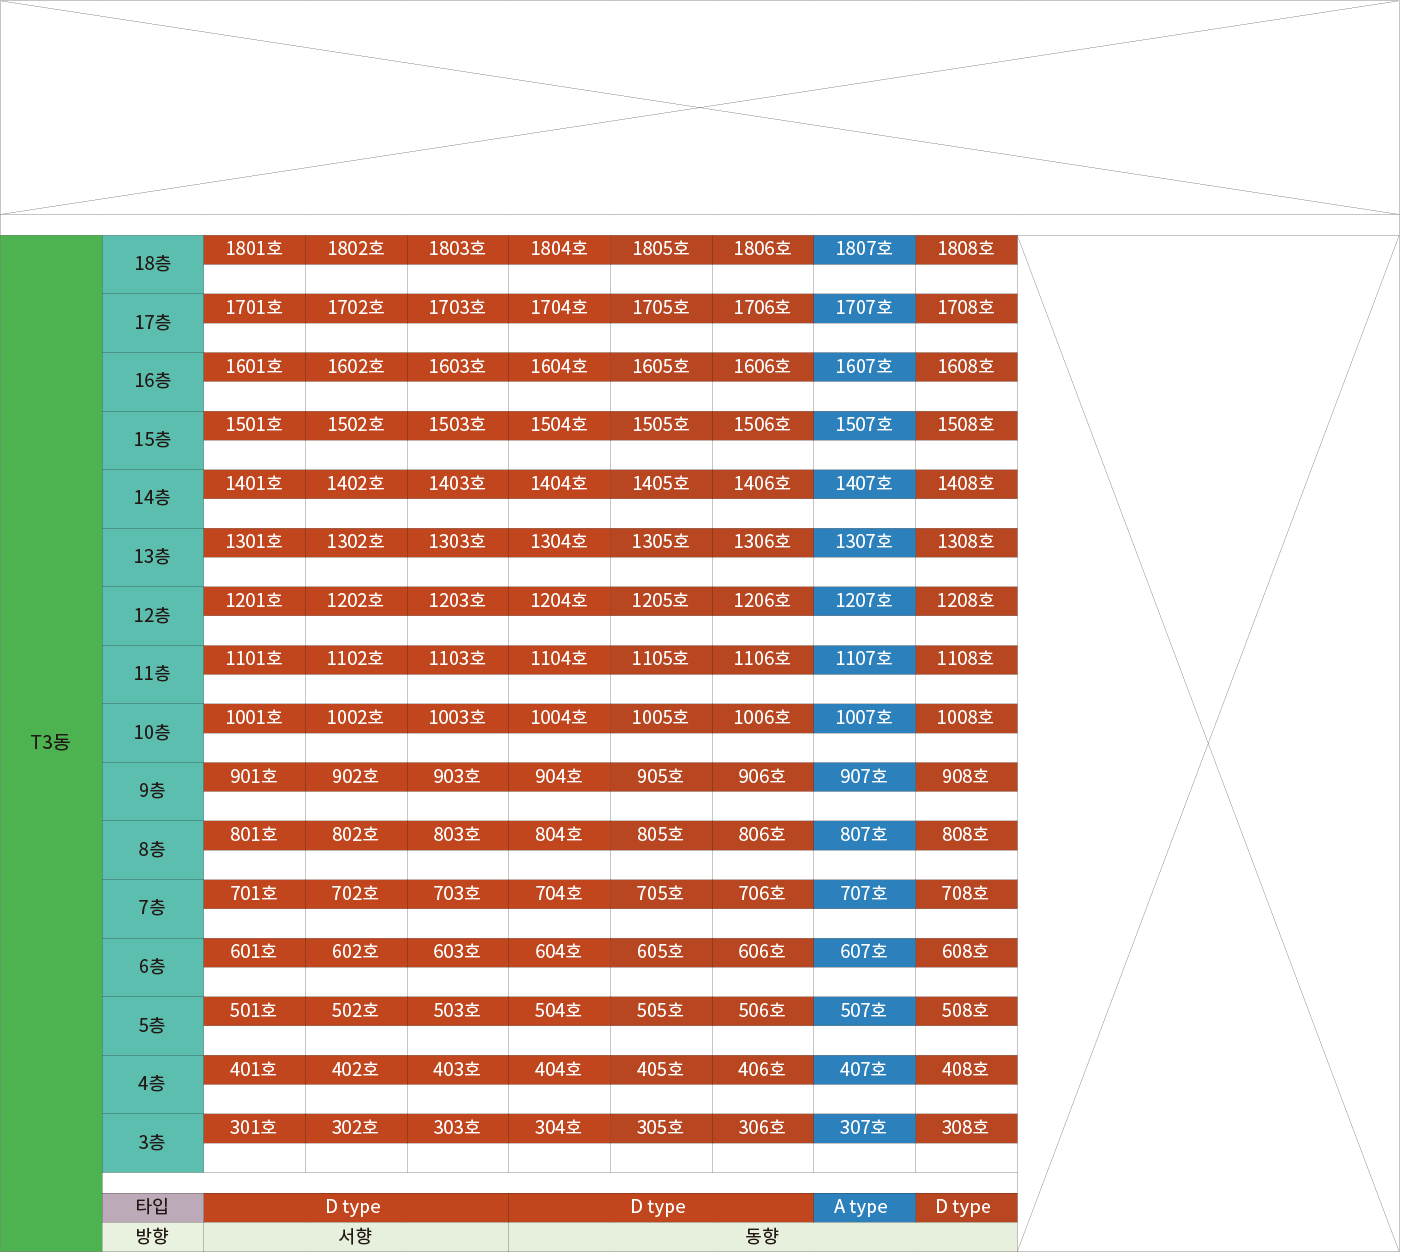 T3동
18층 1801호 1802호 1803호 1804호 1805호 1806호 1807호 1808호
17층 1701호 1702호 1703호 1704호 1705호 1706호 1707호 1708호
16층 1601호 1602호 1603호 1604호 1605호 1606호 1607호 1608호
15층 1501호 1502호 1503호 1504호 1505호 1506호 1507호 1508호
14층 1401호 1402호 1403호 1404호 1405호 1406호 1407호 1408호
13층 1301호 1302호 1303호 1304호 1305호 1306호 1307호 1308호
12층 1201호 1202호 1203호 1204호 1205호 1206호 1207호 1208호
11층 1101호 1102호 1103호 1104호 1105호 1106호 1107호 1108호
10층 1001호 1002호 1003호 1004호 1005호 1006호 1007호 1008호
9층 901호 902호 903호 904호 905호 906호 907호 908호
8층 801호 802호 803호 804호 805호 806호 807호 808호
7층 701호 702호 703호 704호 705호 706호 707호 708호
6층 601호 602호 603호 604호 605호 606호 607호 608호
5층 501호 502호 503호 504호 505호 506호 507호 508호
4층 401호 402호 403호 404호 405호 406호 407호 408호
3층 301호 302호 303호 304호 305호 306호 307호 308호
타입 D type D type A type D type
방향 서향 동향